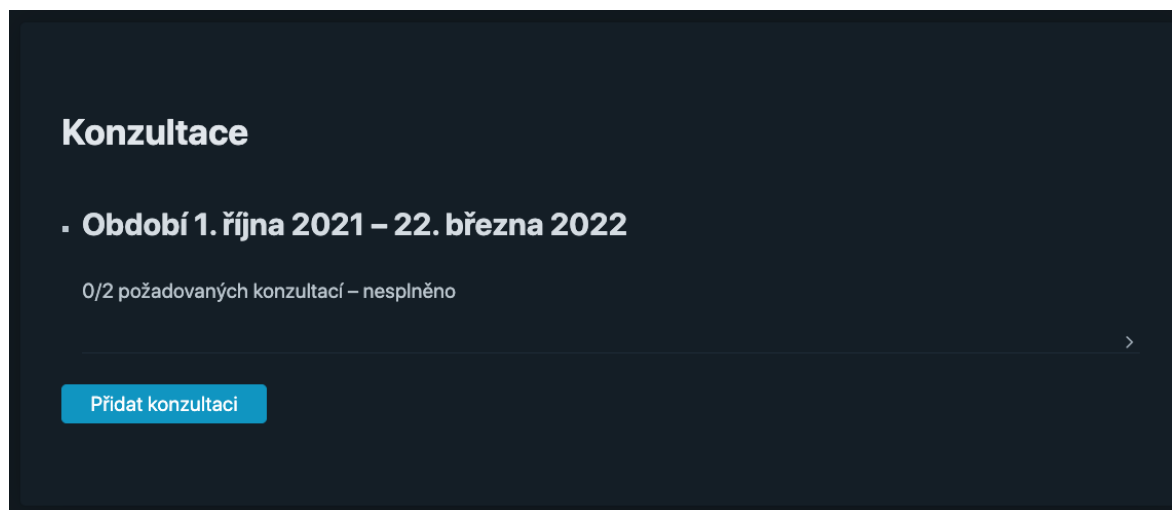 Konzultace
Období 1. října 2021 – 22. března 2022
0/2 požadovaných konzultací – nesplněno
Přidat konzultaci